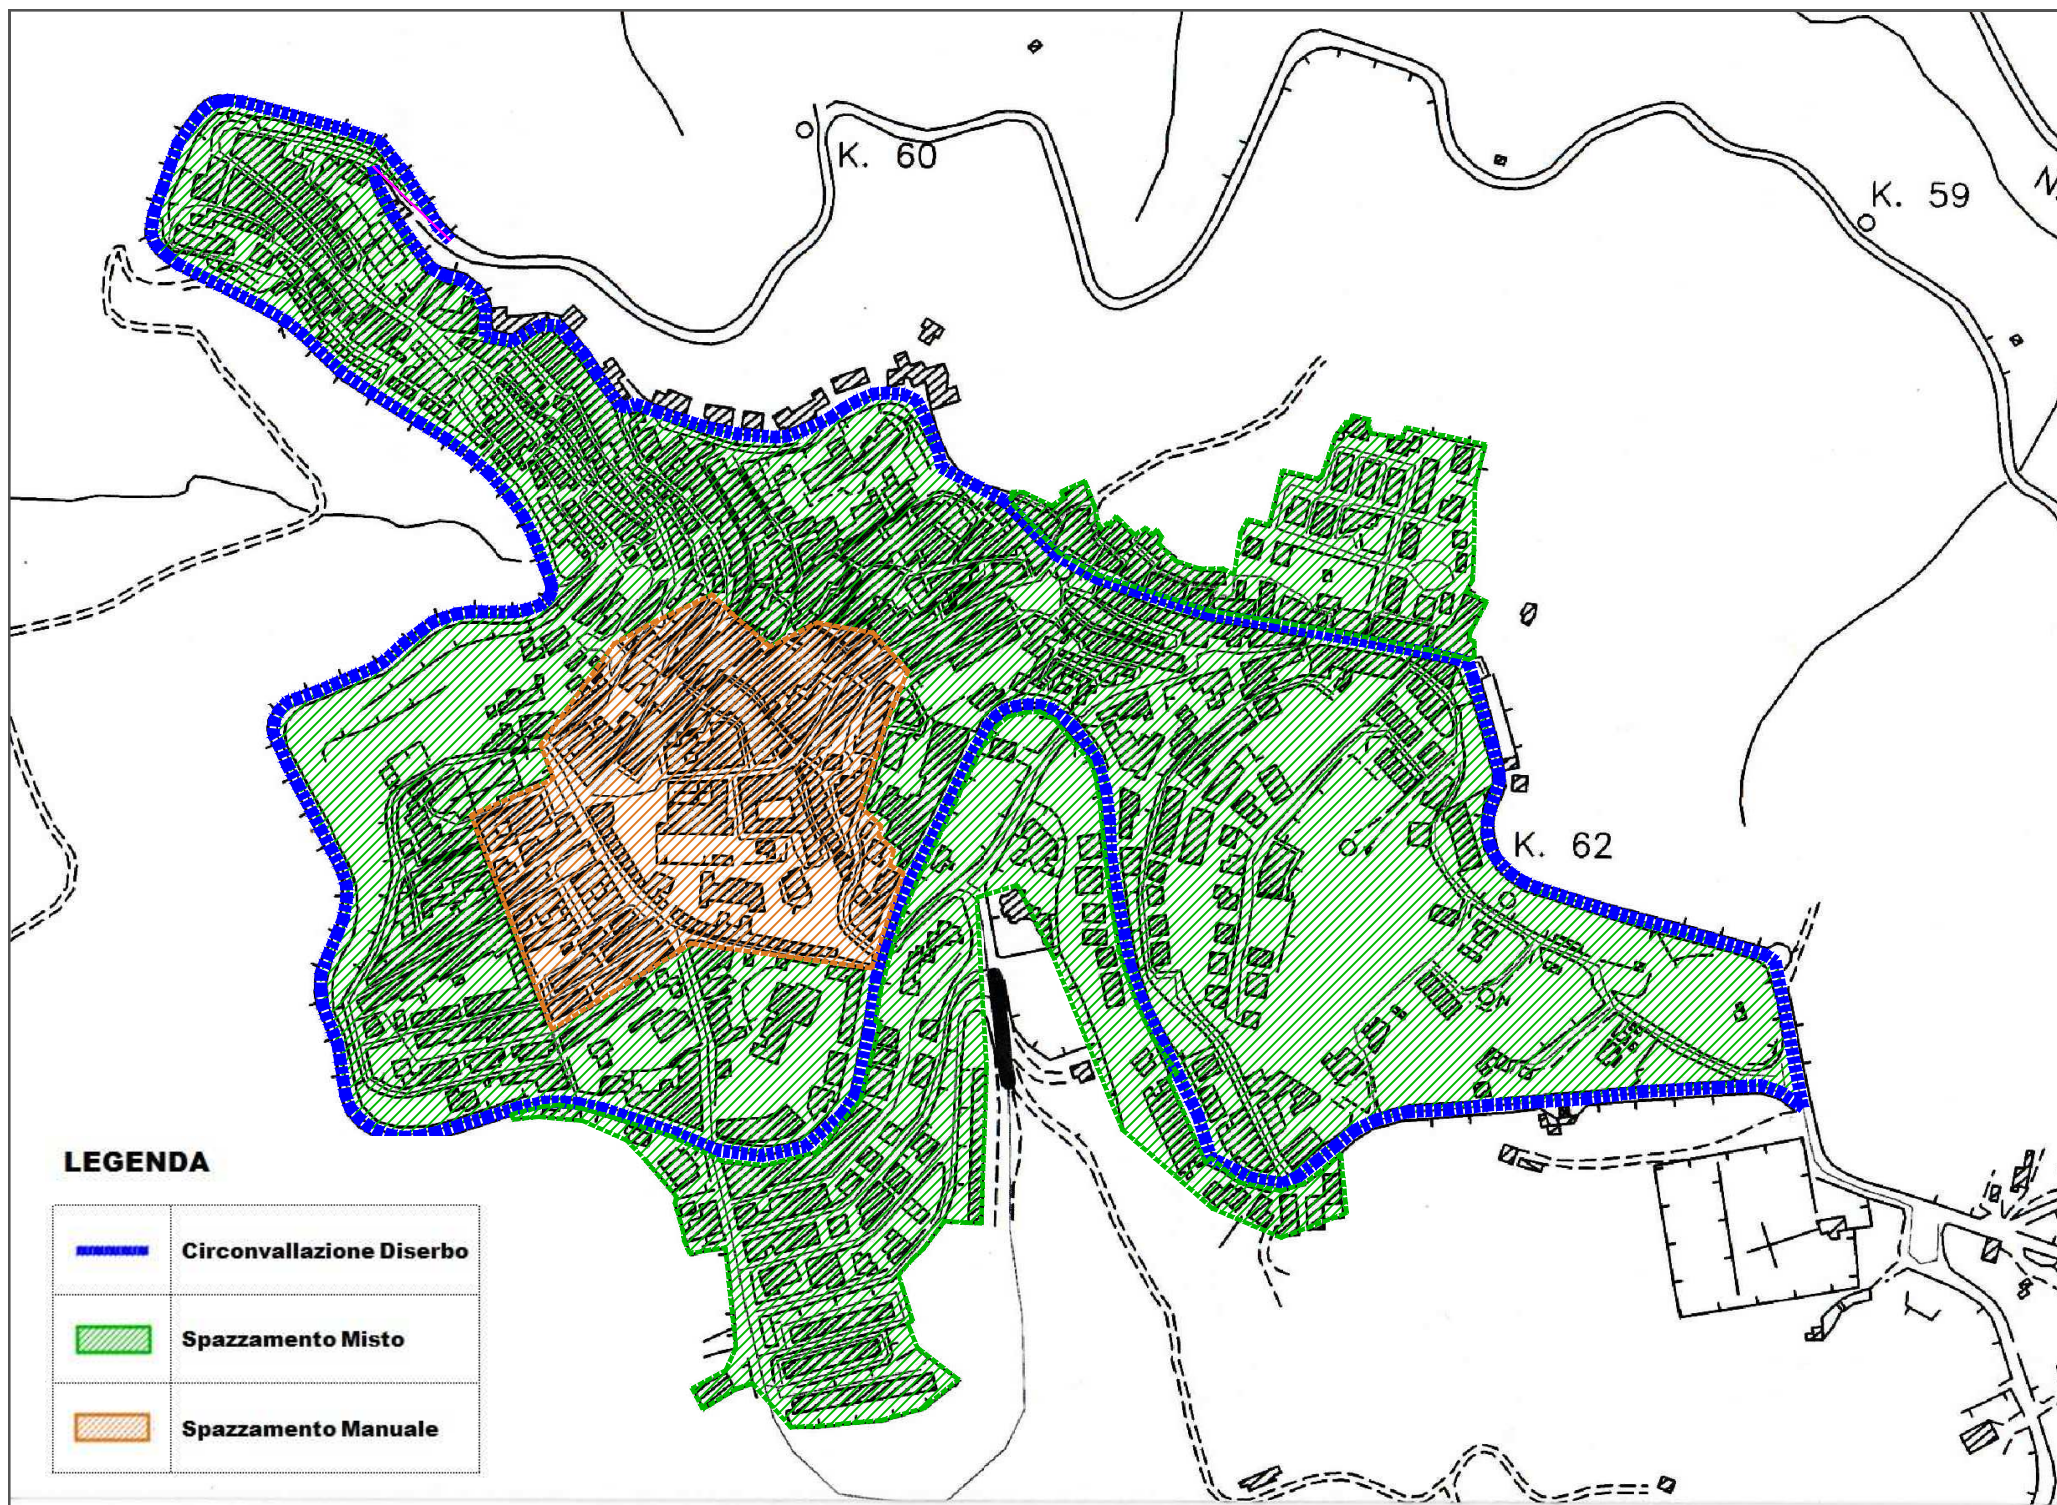 K. 60
K. 59
K. 62
LEGENDA
Circonvallazione Diserbo
Spazzamento Misto
Spazzamento Manuale